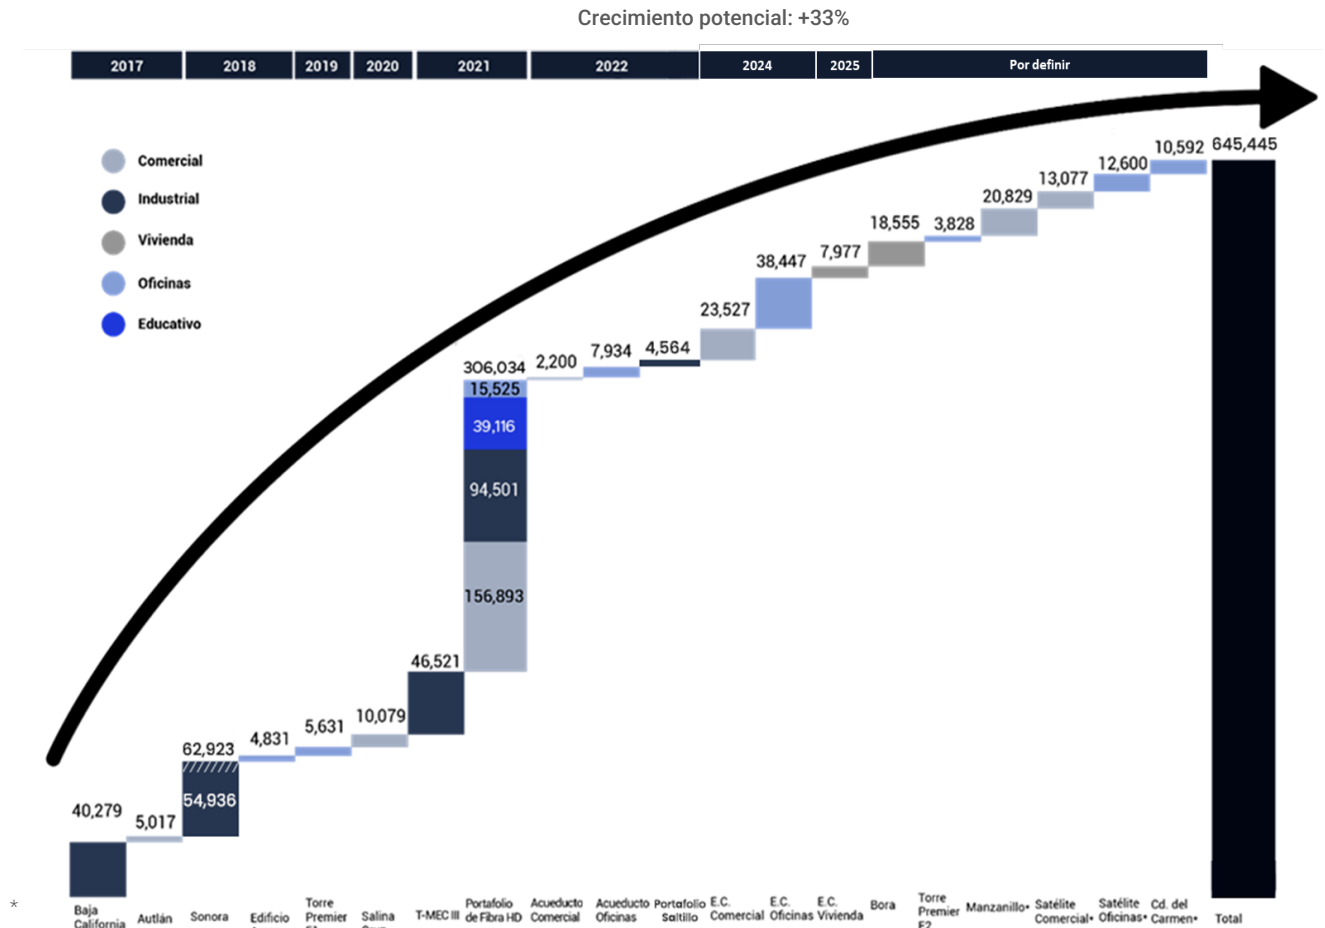 Crecimiento potencial: +33%
2017 2018 2019 2020 2021 2022 2024 2025 Por definir
Comercial
Industrial
Vivienda
Oficinas
Educativo
40,279
5,017
62,923
54,936
4,831
5,631
10,079
46,521
306,034
15,525
39,116
94,501
156,893
2,200
7,934
4,564
23,527
38,447
7,977
18,555
3,828
20,829
13,077
12,600
10,592
645,445
*
Baja
California
Autlán
Sonora
Edificio
Torre
Premier
Salina
T-MEC III
Portafolio
de Fibra HD
Acueducto
Comercial
Acueducto
Oficinas
Portafolio
Saltillo
E.C.
Comercial
E.C.
Oficinas
E.C.
Vivienda
Bora
Torre
Premier
Manzanillo*
Satélite
Comercial*
Satélite
Oficinas*
Cd. del
Carmen*
Total